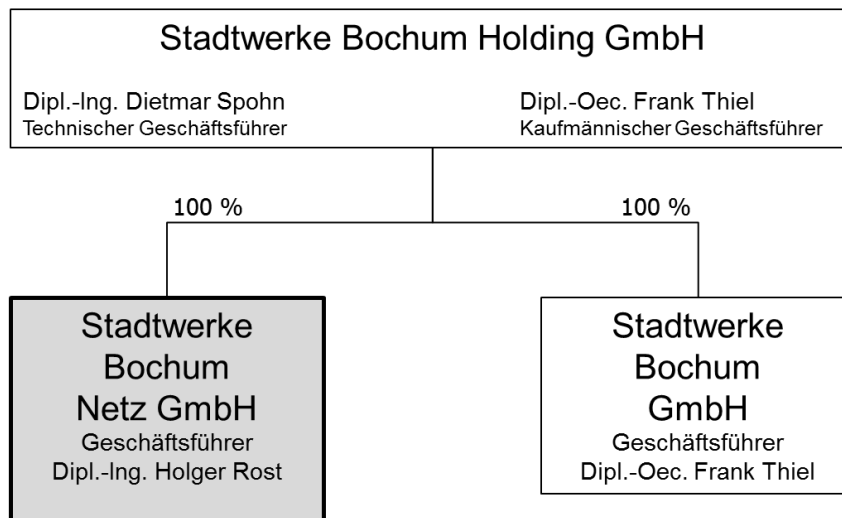 Stadtwerke Bochum Holding GmbH
Dipl.-Ing. Dietmar Spohn
Technischer Geschäftsführer
Dipl.-Oec. Frank Thiel
Kaufmännischer Geschäftsführer
100 %
100 %
Stadtwerke
Bochum
Netz GmbH
Geschäftsführer
Dipl.-Ing. Holger Rost
Stadtwerke
Bochum
GmbH
Geschäftsführer
Dipl.-Oec. Frank Thiel